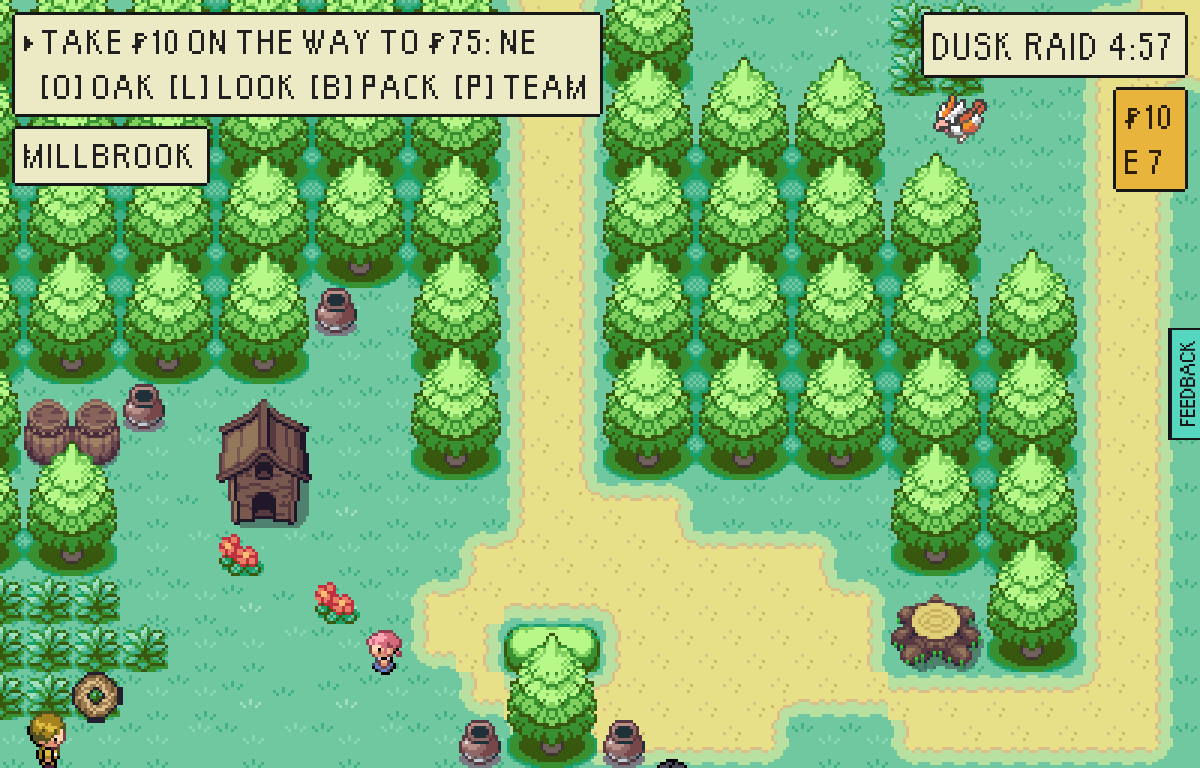 ▸TAKE ₽10 ON THE WAY TO ₽75: NE
[O] OAK [L] LOOK [B] PACK [P] TEAM
MILLBROOK
DUSK RAID 4:57
₽10
E 7
FEEDBACK